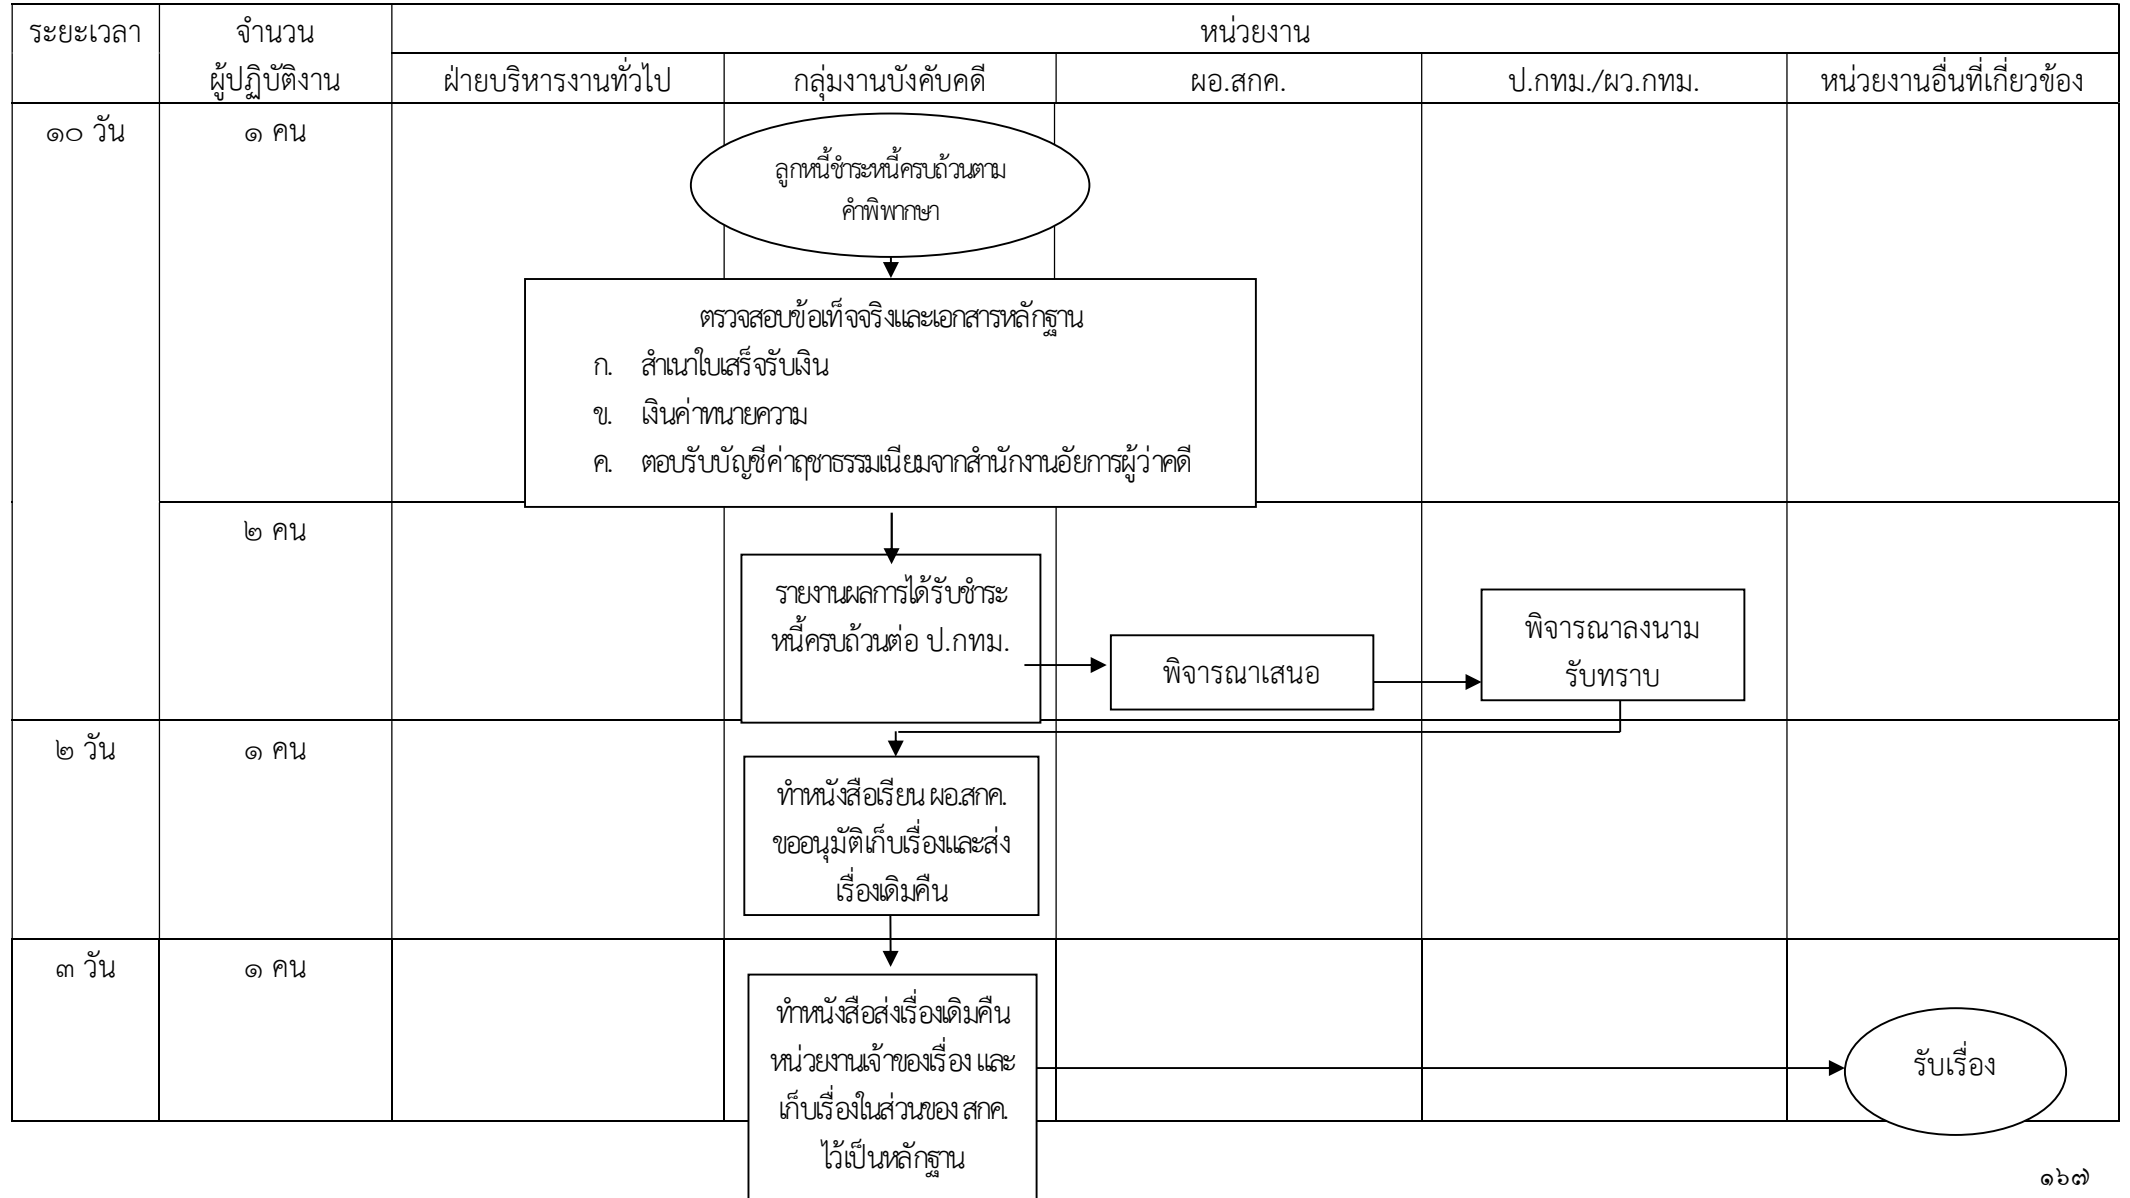 ระยะเวลา
จำนวน
ผู้ปฏิบัติงาน
หน่วยงาน
ฝ่ายบริหารงานทั่วไป
กลุ่มงานบังคับคดี
ผอ.สกค.
ป.กทม./ผว.กทม.
หน่วยงานอื่นที่เกี่ยวข้อง
๑๐ วัน
๑ คน
ลูกหนี้ชำระหนี้ครบถ้วนตาม
คำพิพากษา
ตรวจสอบข้อเท็จจริงและเอกสารหลักฐาน
ก. สำเนาใบเสร็จรับเงิน
ข. เงินค่าทนายความ
ค. ตอบรับบัญชีค่าฤชาธรรมเนียมจากสำนักงานอัยการผู้ว่าคดี
๒ คน
รายงานผลการได้รับชำระ
หนี้ครบถ้วนต่อ ป.กทม.
พิจารณาเสนอ
พิจารณาลงนาม
รับทราบ
๒ วัน
๑ คน
ทำหนังสือเรียน ผอ.สกค.
ขออนุมัติเก็บเรื่องและส่ง
เรื่องเดิมคืน
๓ วัน
๑ คน
ทำหนังสือส่งเรื่องเดิมคืน
หน่วยงานเจ้าของเรื่อง และ
เก็บเรื่องในส่วนของ สกค.
ไว้เป็นหลักฐาน
รับเรื่อง
๑๖๗